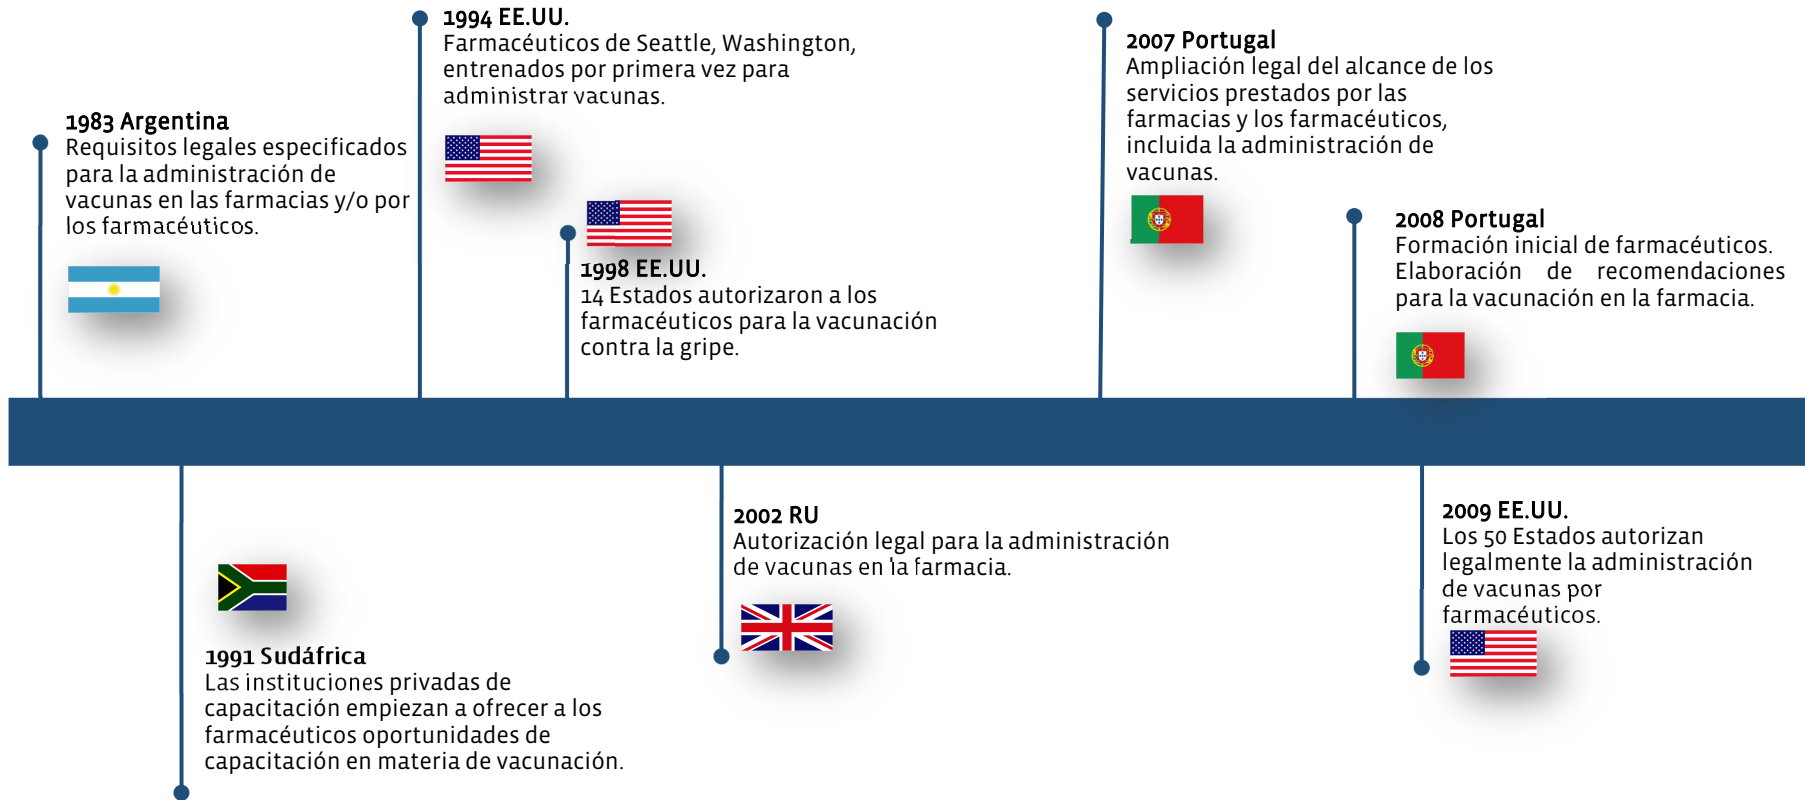 1983 Argentina
Requisitos legales especificados
para la administración de
vacunas en las farmacias y/o por
los farmacéuticos.
1991 Sudáfrica
Las instituciones privadas de
capacitación empiezan a ofrecer a los
farmacéuticos oportunidades de
capacitación en materia de vacunación.
1994 EE.UU.
Farmacéuticos de Seattle, Washington,
entrenados por primera vez para
administrar vacunas.
1998 EE.UU.
14 Estados autorizaron a los
farmacéuticos para la vacunación
contra la gripe.
2002 RU
Autorización legal para la administración
de vacunas en la farmacia.
2007 Portugal
Ampliación legal del alcance de los
servicios prestados por las
farmacias y los farmacéuticos,
incluida la administración de
vacunas.
2008 Portugal
Formación inicial de farmacéuticos.
Elaboración de recomendaciones
para la vacunación en la farmacia.
2009 EE.UU.
Los 50 Estados autorizan
legalmente la administración
de vacunas por
farmacéuticos.